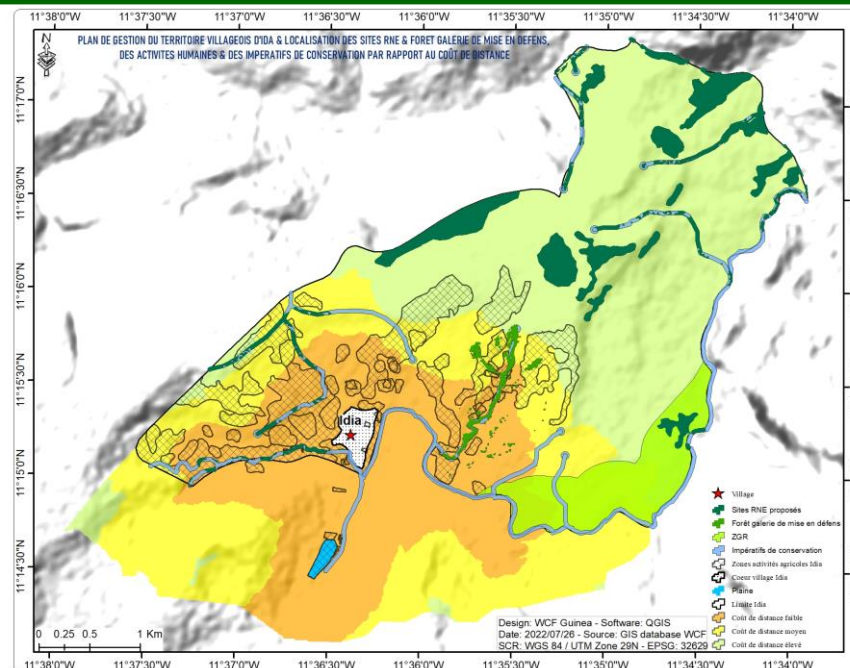 PLAN DE GESTION DU TERRITOIRE VILLAGEOIS D'IDA & LOCALISATION DES SITES RNE & FORET GALERIE DE MISE EN DEFENS,
DES ACTIVITES HUMAINES & DES IMPERATIFS DE CONSERVATION PAR RAPPORT AU COÛT DE DISTANCE
N
11°38'0"W 11°37'30"W 11°37'0"W 11°36'30"W 11°36'0"W 11°35'30"W 11°35'0"W 11°34'30"W 11°34'0"W
11°17'0"N
11°16'30"N
11°16'0"N
11°15'30"N
11°15'0"N
11°14'30"N
Idia
Village
Sites RNE proposés
Forêt galerie de mise en défens
ZGR
Impératifs de conservation
Zones activités agricoles Idia
Coeur village Idia
Plaine
Limite Idia
Coût de distance faible
Coût de distance moyen
Coût de distance élevé
Design: WCF Guinea - Software: QGIS
Date: 2022/07/26 - Source: GIS database WCF
SCR: WGS 84 / UTM Zone 29N - EPSG: 32629
0 0.25 0.5 1 Km
11°38'0"W 11°37'30"W 11°37'0"W 11°36'30"W 11°36'0"W 11°35'30"W 11°35'0"W 11°34'30"W 11°34'0"W